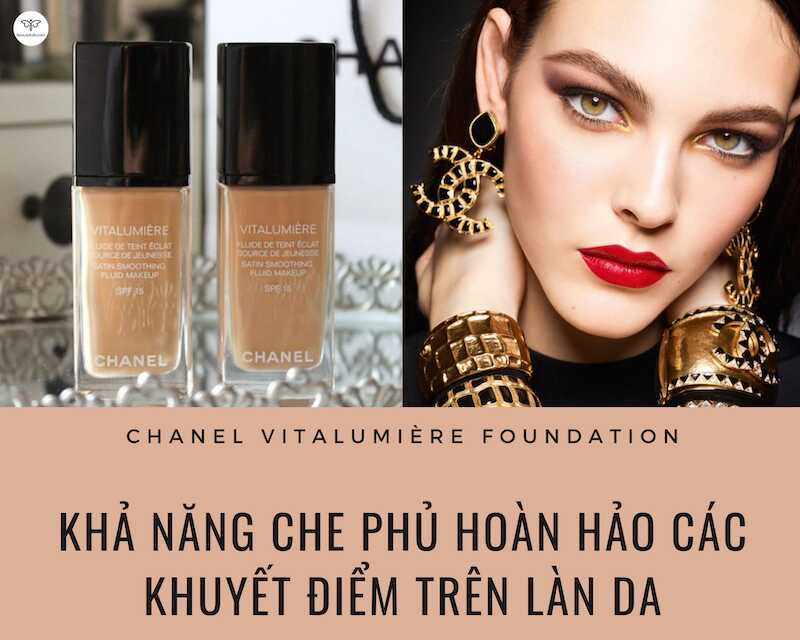 CHA
VITALUMIÈRE
FLUIDE DE TEINT ÉCLAT
SOURCE DE JEUNESSE
SATIN SMOOTHING
FLUID MAKEUP
SPF 15
CHANEL
VITALUMIÈRE
FLUIDE DE TEINT ÉCLAT
SOURCE DE JEUNESSE
SATIN SMOOTHING
FLUID MAKEUP
SPF 15
CHANEL
CHANEL VITALUMIÈRE FOUNDATION
KHẢ NĂNG CHE PHỦ HOÀN HẢO CÁC
KHUYẾT ĐIỂM TRÊN LÀN DA